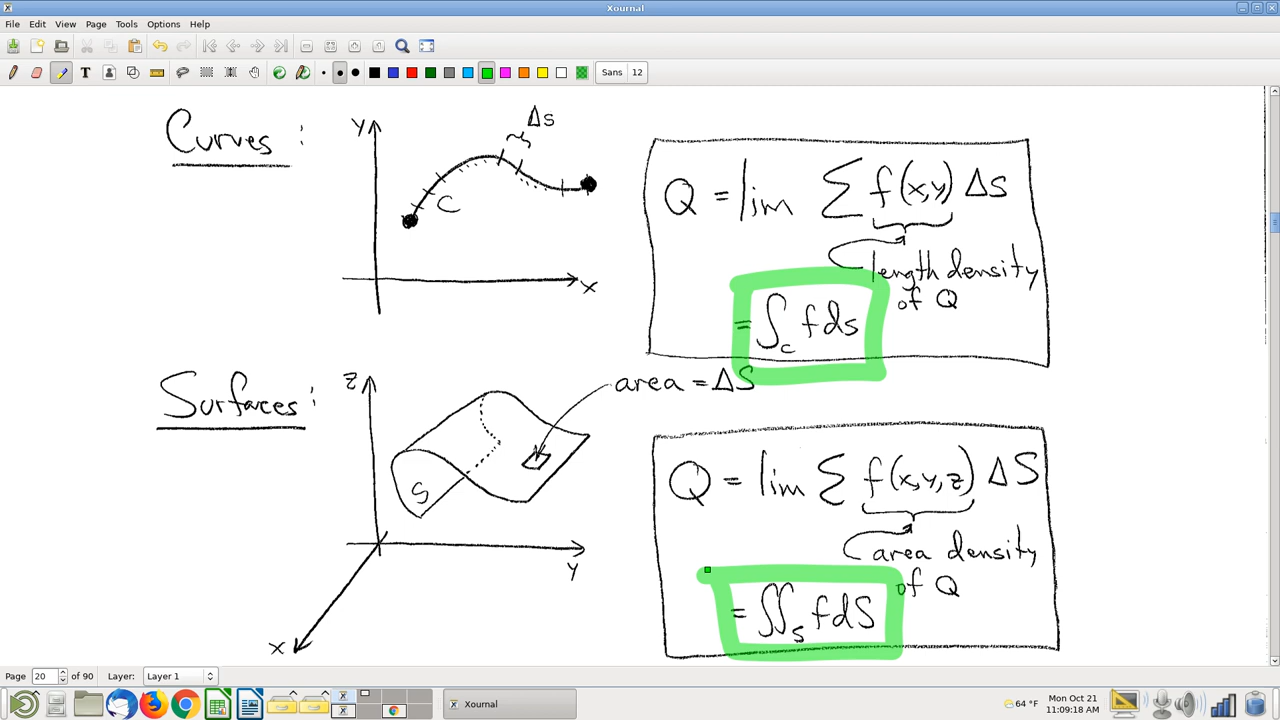 Xournal
File Edit View Page Tools Options Help
Sans 12
Curves :
y
Δs
C
x
Q = lim Σ f(x,y) Δs
length density
of Q
= ∫_C f ds
Surfaces :
z
area = ΔS
S
y
x
Q = lim Σ f(x,y,z) ΔS
area density
of Q
= ∬_S f dS
Page 20 of 90 Layer: Layer 1
Xournal
64 °F
Mon Oct 21
11:09:18 AM